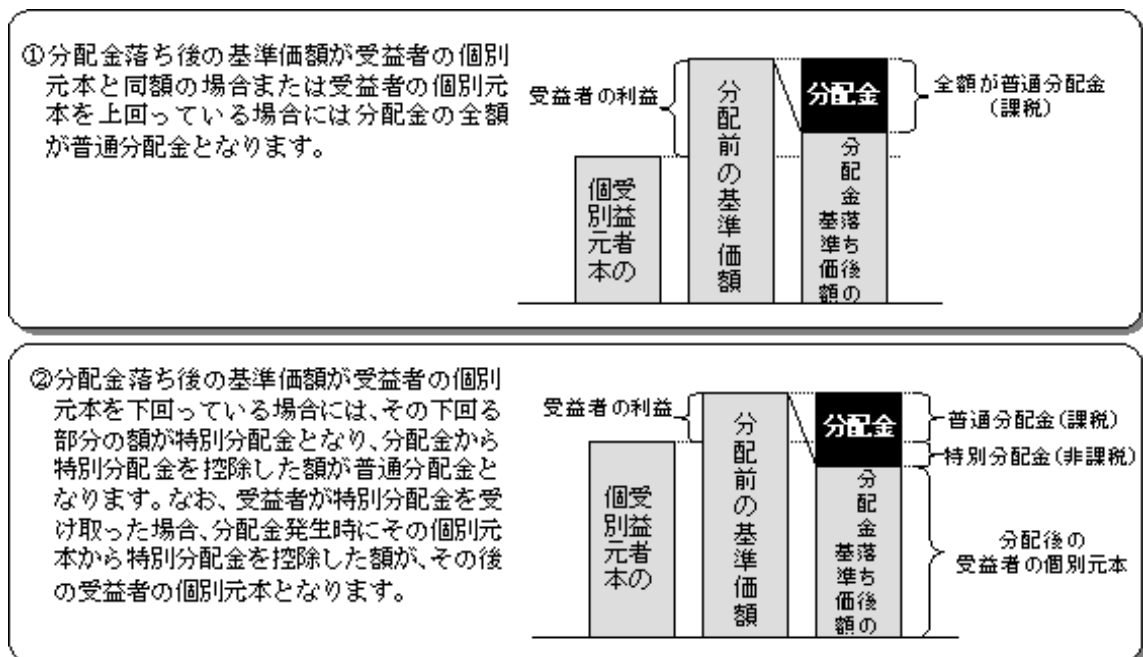 ①分配金落ち後の基準価額が受益者の個別
元本と同額の場合または受益者の個別元
本を上回っている場合には分配金の全額
が普通分配金となります。
受益者の利益
受益者の
個別元本
分配前の基準価額
分配金
分配金落ち後の
基準価額
全額が普通分配金
(課税)
②分配金落ち後の基準価額が受益者の個別
元本を下回っている場合には、その下回る
部分の額が特別分配金となり、分配金から
特別分配金を控除した額が普通分配金と
なります。なお、受益者が特別分配金を受
け取った場合、分配金発生時にその個別元
本から特別分配金を控除した額が、その後
の受益者の個別元本となります。
受益者の利益
受益者の
個別元本
分配前の基準価額
分配金
分配金落ち後の
基準価額
普通分配金(課税)
特別分配金(非課税)
分配後の
受益者の個別元本